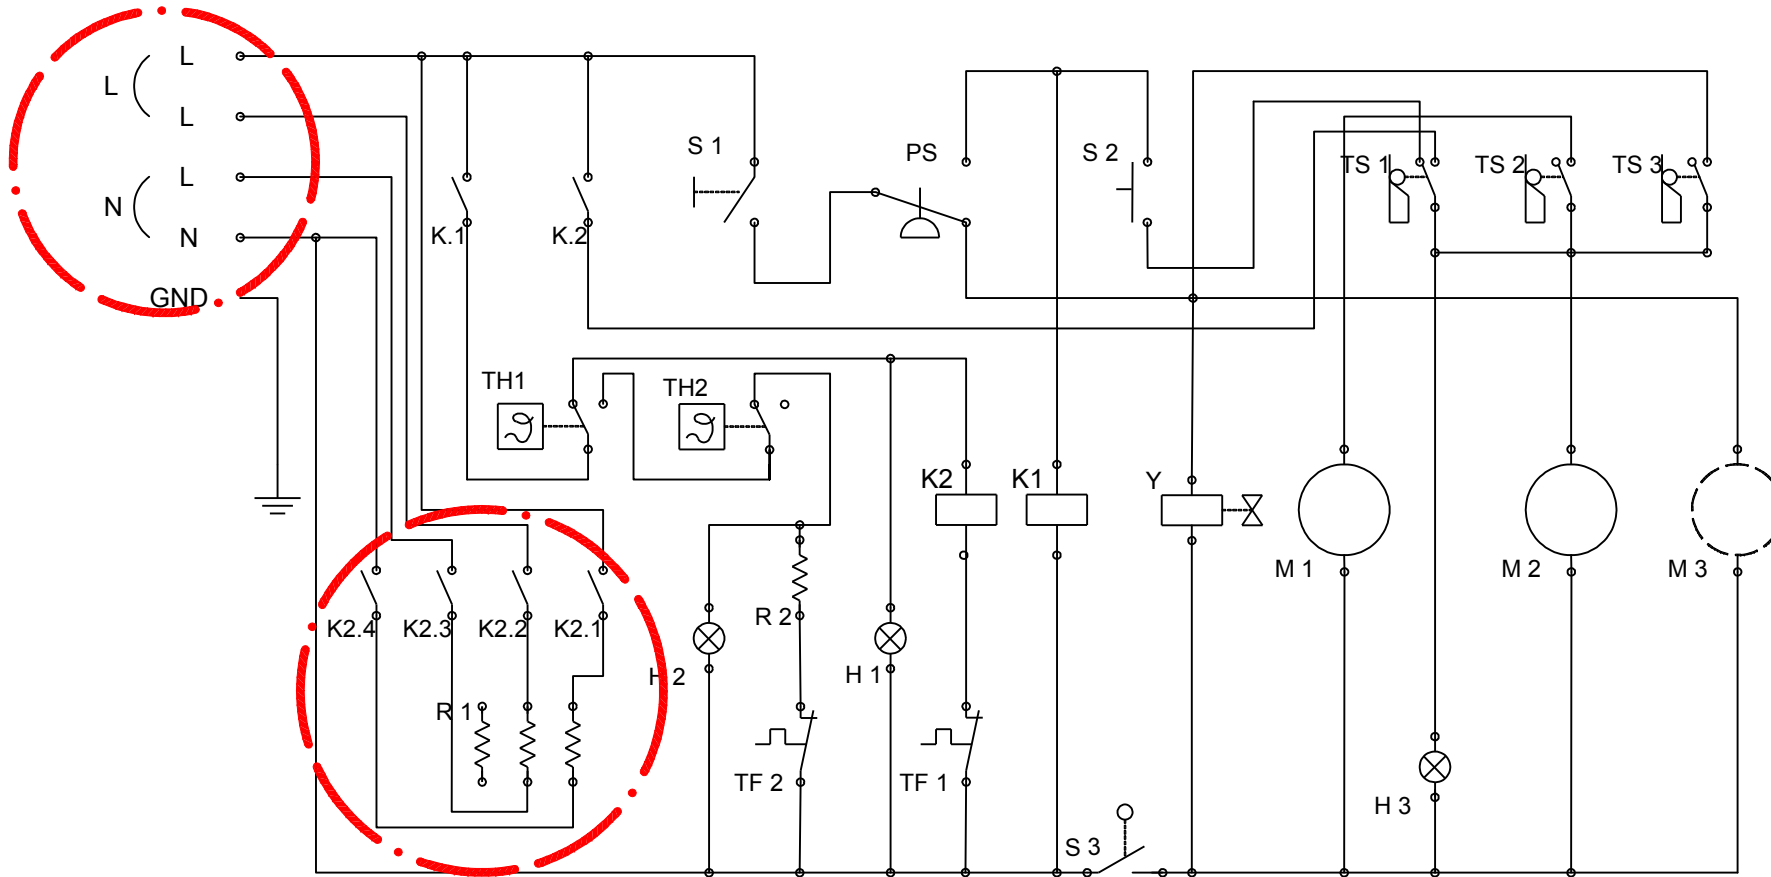 L
L
L
S 1
PS
S 2
TS 1
TS 2
TS 3
L
N
N
K.1
K.2
GND
TH1
TH2
K2
K1
Y
M 1
M 2
M 3
R 2
K2.4
K2.3
K2.2
K2.1
H 2
H 1
R 1
TF 2
TF 1
H 3
S 3